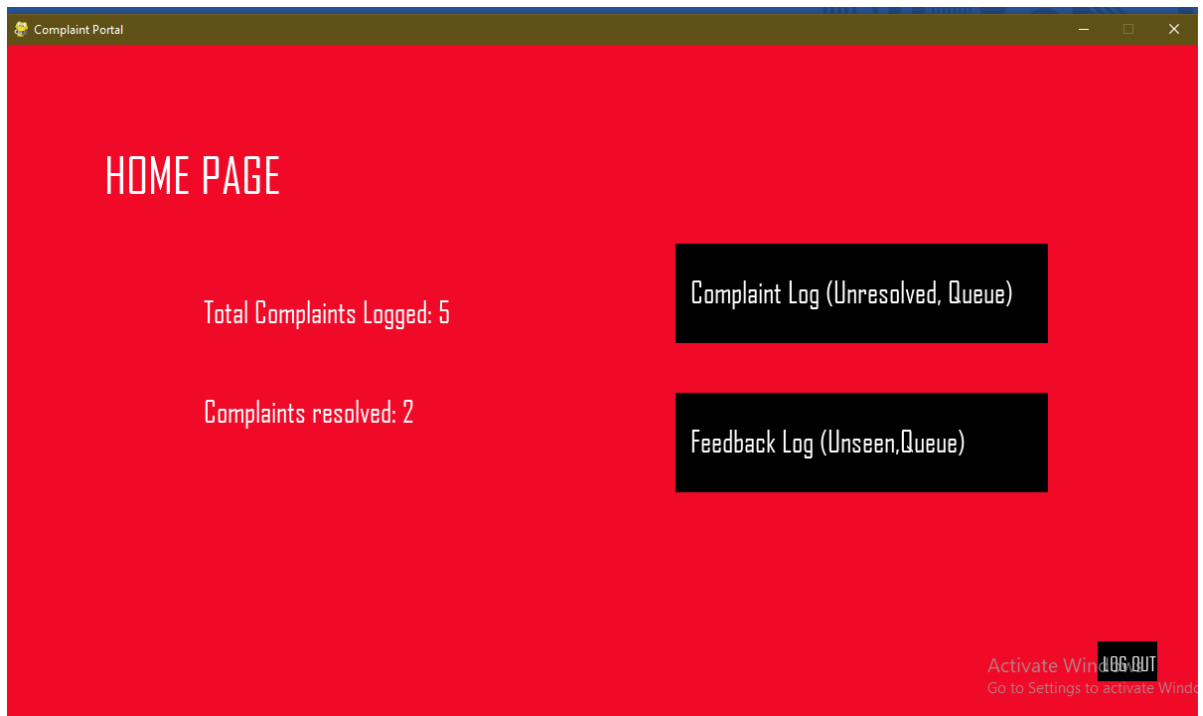 Complaint Portal
HOME PAGE
Total Complaints Logged: 5
Complaints resolved: 2
Complaint Log (Unresolved, Queue)
Feedback Log (Unseen,Queue)
LOG OUT
Activate Windows
Go to Settings to activate